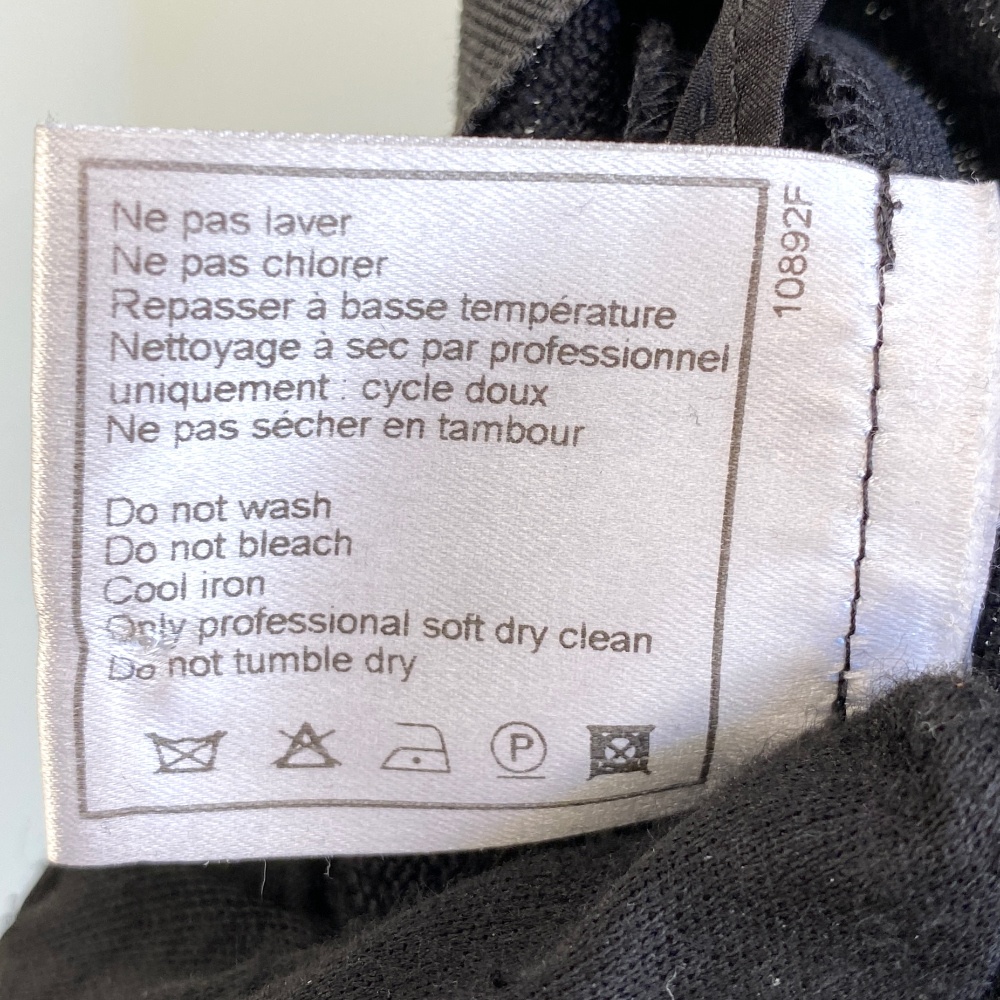 Ne pas laver
Ne pas chlorer
Repasser à basse température
Nettoyage à sec par professionnel
uniquement : cycle doux
Ne pas sécher en tambour
Do not wash
Do not bleach
Cool iron
Only professional soft dry clean
Do not tumble dry
P
10892F